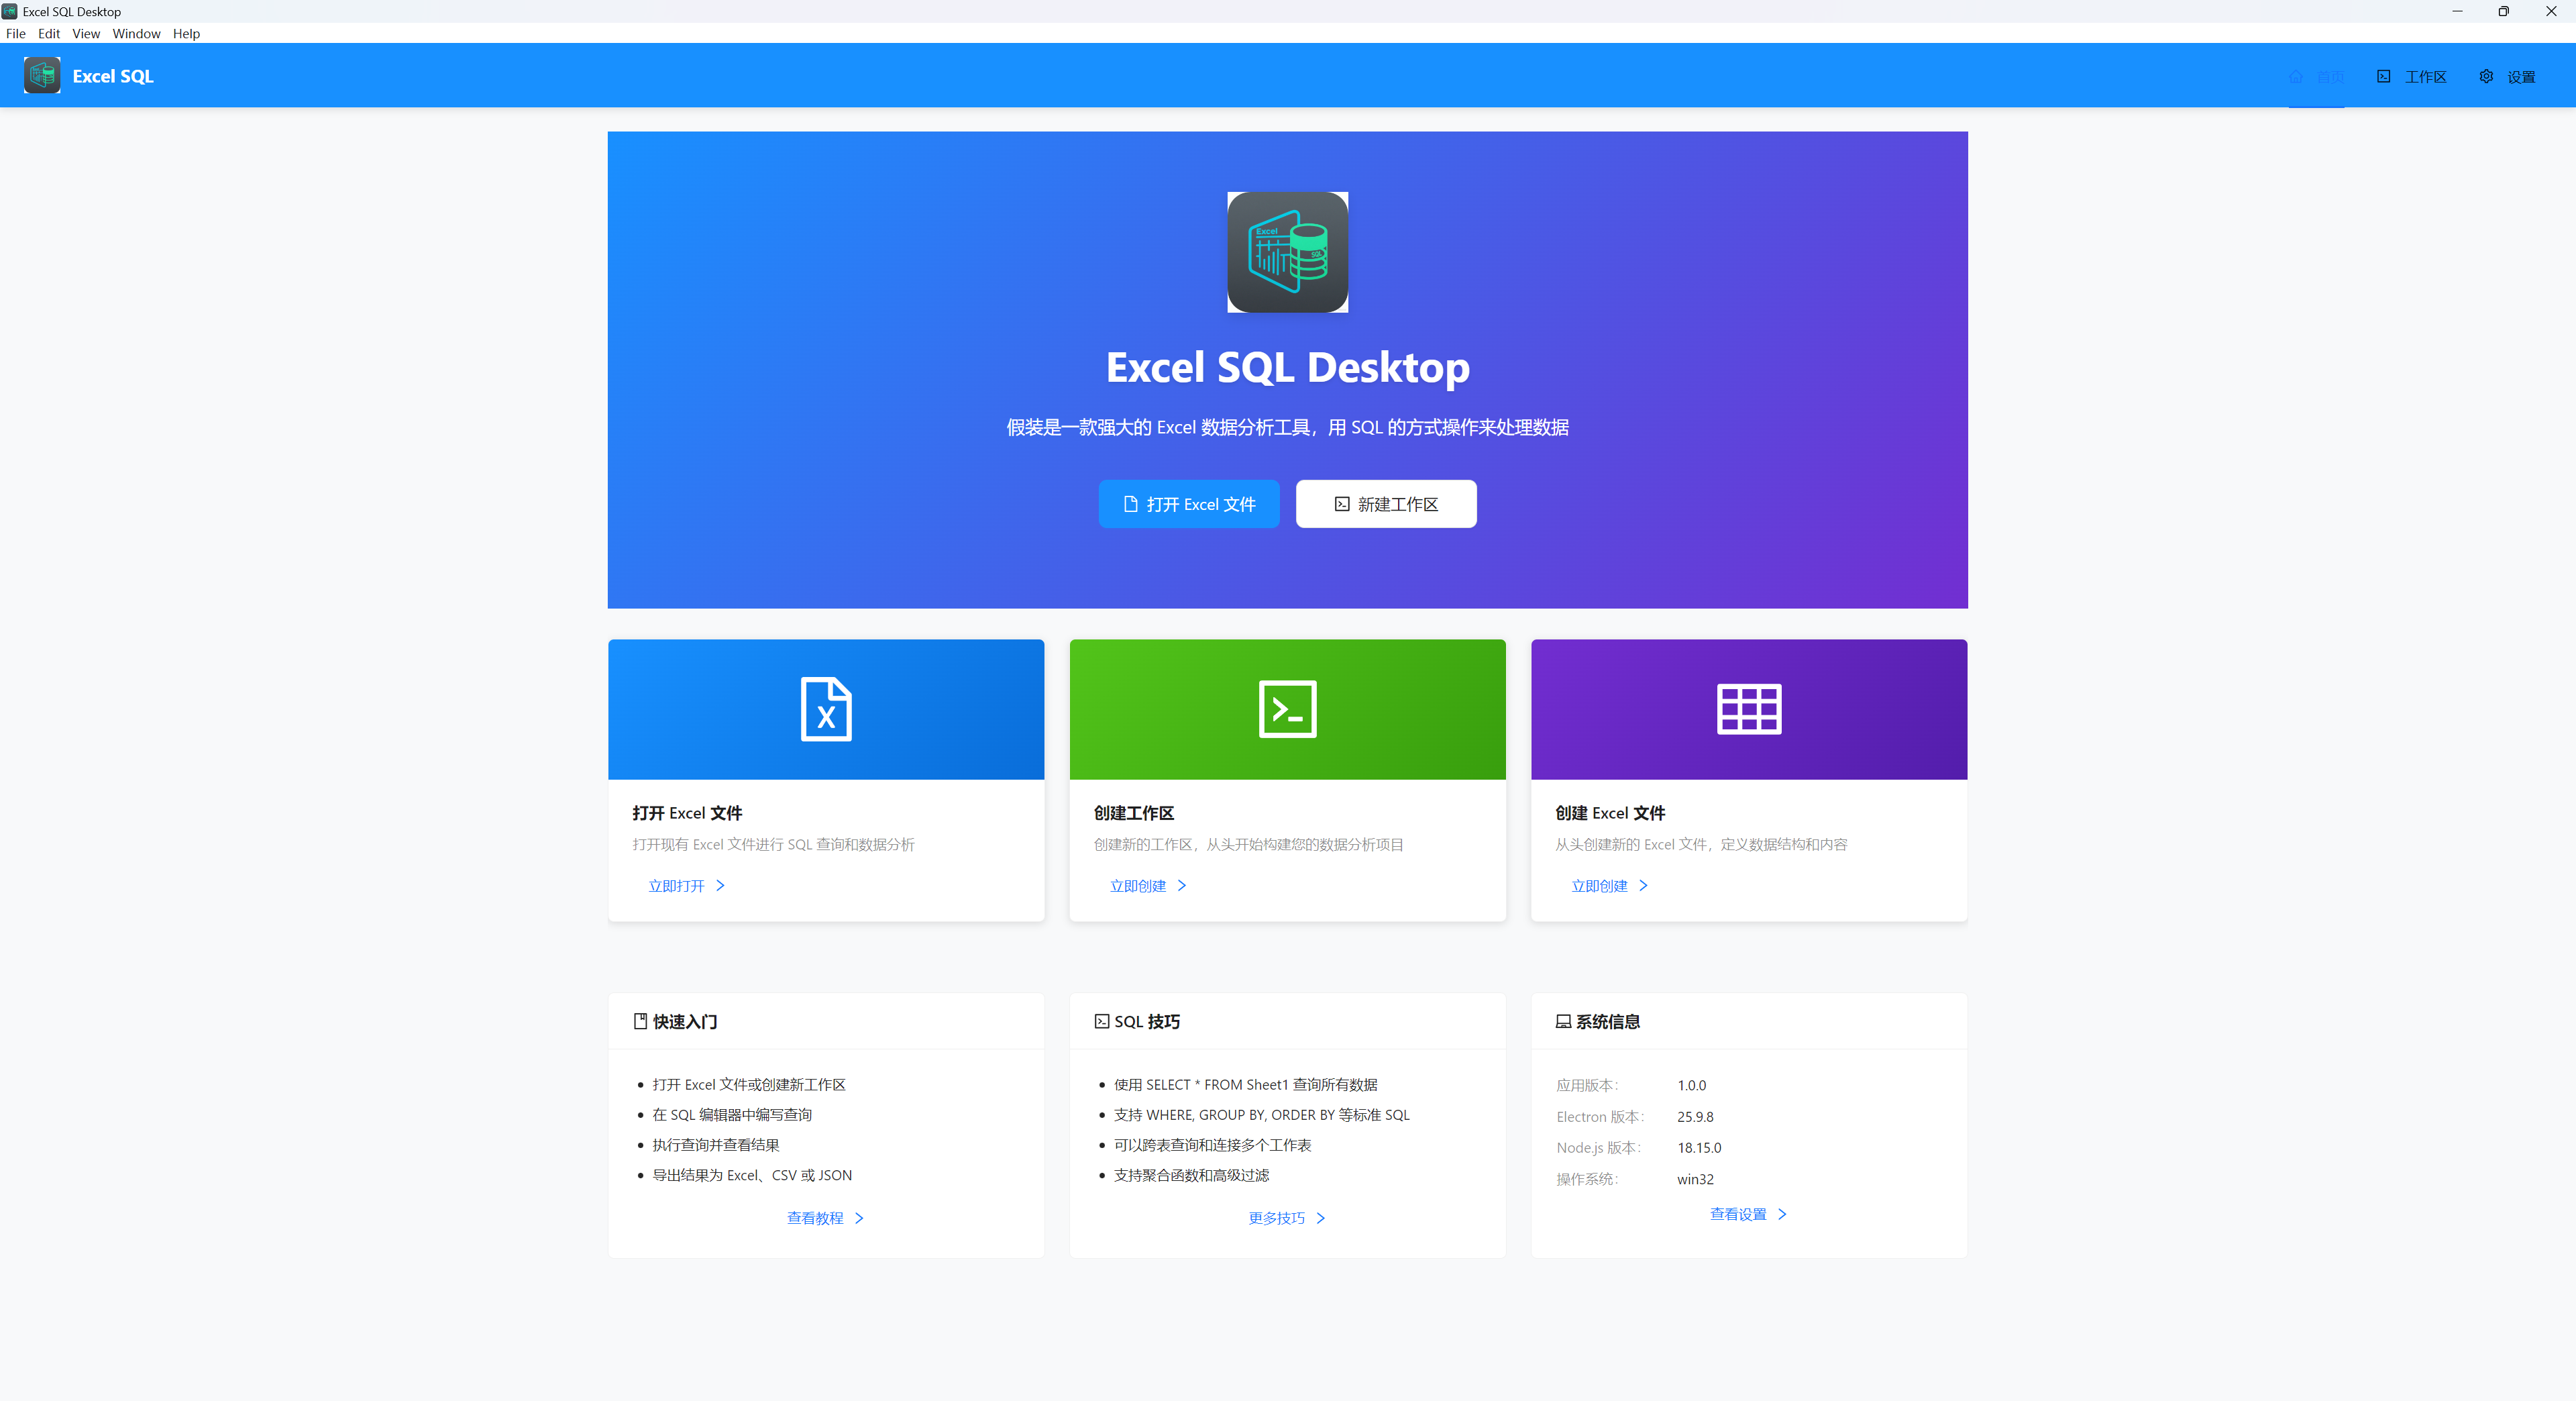 Excel SQL Desktop
File Edit View Window Help
Excel SQL
首页 工作区 设置
Excel
SQL
Excel SQL Desktop
假装是一款强大的 Excel 数据分析工具，用 SQL 的方式操作来处理数据
打开 Excel 文件 新建工作区
X
打开 Excel 文件
打开现有 Excel 文件进行 SQL 查询和数据分析
立即打开
创建工作区
创建新的工作区，从头开始构建您的数据分析项目
立即创建
创建 Excel 文件
从头创建新的 Excel 文件，定义数据结构和内容
立即创建
快速入门
打开 Excel 文件或创建新工作区
在 SQL 编辑器中编写查询
执行查询并查看结果
导出结果为 Excel、CSV 或 JSON
查看教程
SQL 技巧
使用 SELECT * FROM Sheet1 查询所有数据
支持 WHERE, GROUP BY, ORDER BY 等标准 SQL
可以跨表查询和连接多个工作表
支持聚合函数和高级过滤
更多技巧
系统信息
应用版本： 1.0.0
Electron 版本： 25.9.8
Node.js 版本： 18.15.0
操作系统： win32
查看设置